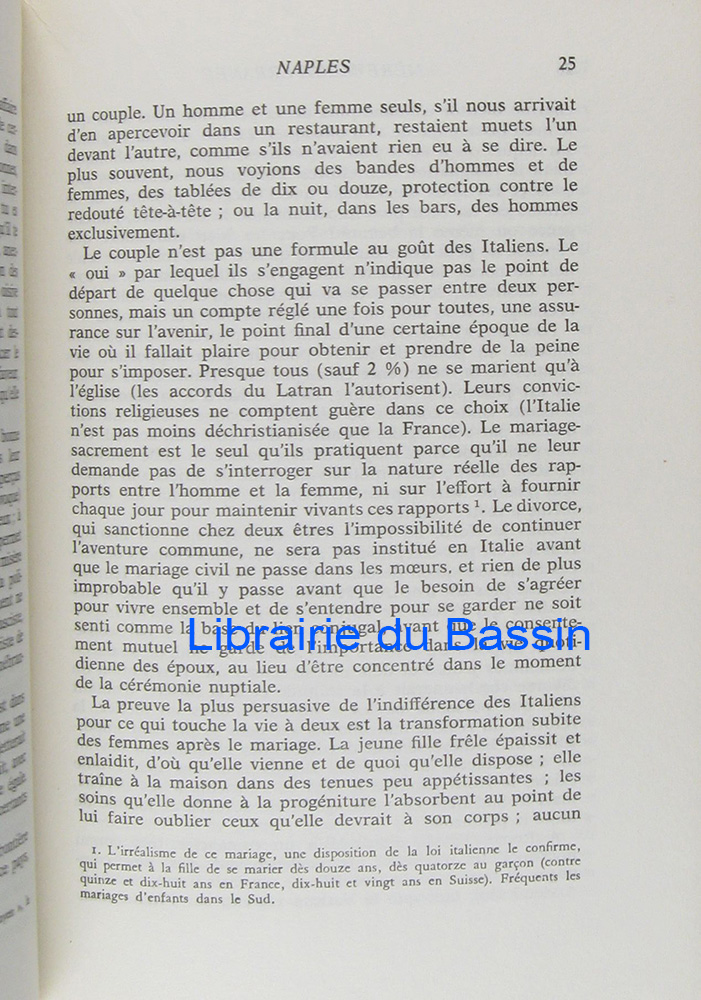 NAPLES 25
un couple. Un homme et une femme seuls, s'il nous arrivait
d'en apercevoir dans un restaurant, restaient muets l'un
devant l'autre, comme s'ils n'avaient rien eu à se dire. Le
plus souvent, nous voyions des bandes d'hommes et de
femmes, des tablées de dix ou douze, protection contre le
redouté tête-à-tête ; ou la nuit, dans les bars, des hommes
exclusivement.
Le couple n'est pas une formule au goût des Italiens. Le
« oui » par lequel ils s'engagent n'indique pas le point de
départ de quelque chose qui va se passer entre deux per-
sonnes, mais un compte réglé une fois pour toutes, une assu-
rance sur l'avenir, le point final d'une certaine époque de la
vie où il fallait plaire pour obtenir et prendre de la peine
pour s'imposer. Presque tous (sauf 2 %) ne se marient qu'à
l'église (les accords du Latran l'autorisent). Leurs convic-
tions religieuses ne comptent guère dans ce choix (l'Italie
n'est pas moins déchristianisée que la France). Le mariage-
sacrement est le seul qu'ils pratiquent parce qu'il ne leur
demande pas de s'interroger sur la nature réelle des rap-
ports entre l'homme et la femme, ni sur l'effort à fournir
chaque jour pour maintenir vivants ces rapports ¹. Le divorce,
qui sanctionne chez deux êtres l'impossibilité de continuer
l'aventure commune, ne sera pas institué en Italie avant
que le mariage civil ne passe dans les mœurs. et rien de plus
improbable qu'il y passe avant que le besoin de s'agréer
pour vivre ensemble et de s'entendre pour se garder ne soit
senti comme la base du lien conjugal, avant que le consente-
Librairie du Bassin
ment mutuel ne garde de l'importance dans la vie quoti-
dienne des époux, au lieu d'être concentré dans le moment
de la cérémonie nuptiale.
La preuve la plus persuasive de l'indifférence des Italiens
pour ce qui touche la vie à deux est la transformation subite
des femmes après le mariage. La jeune fille frêle épaissit et
enlaidit, d'où qu'elle vienne et de quoi qu'elle dispose ; elle
traîne à la maison dans des tenues peu appétissantes ; les
soins qu'elle donne à la progéniture l'absorbent au point de
lui faire oublier ceux qu'elle devrait à son corps ; aucun
1. L'irréalisme de ce mariage, une disposition de la loi italienne le confirme,
qui permet à la fille de se marier dès douze ans, dès quatorze au garçon (contre
quinze et dix-huit ans en France, dix-huit et vingt ans en Suisse). Fréquents les
mariages d'enfants dans le Sud.